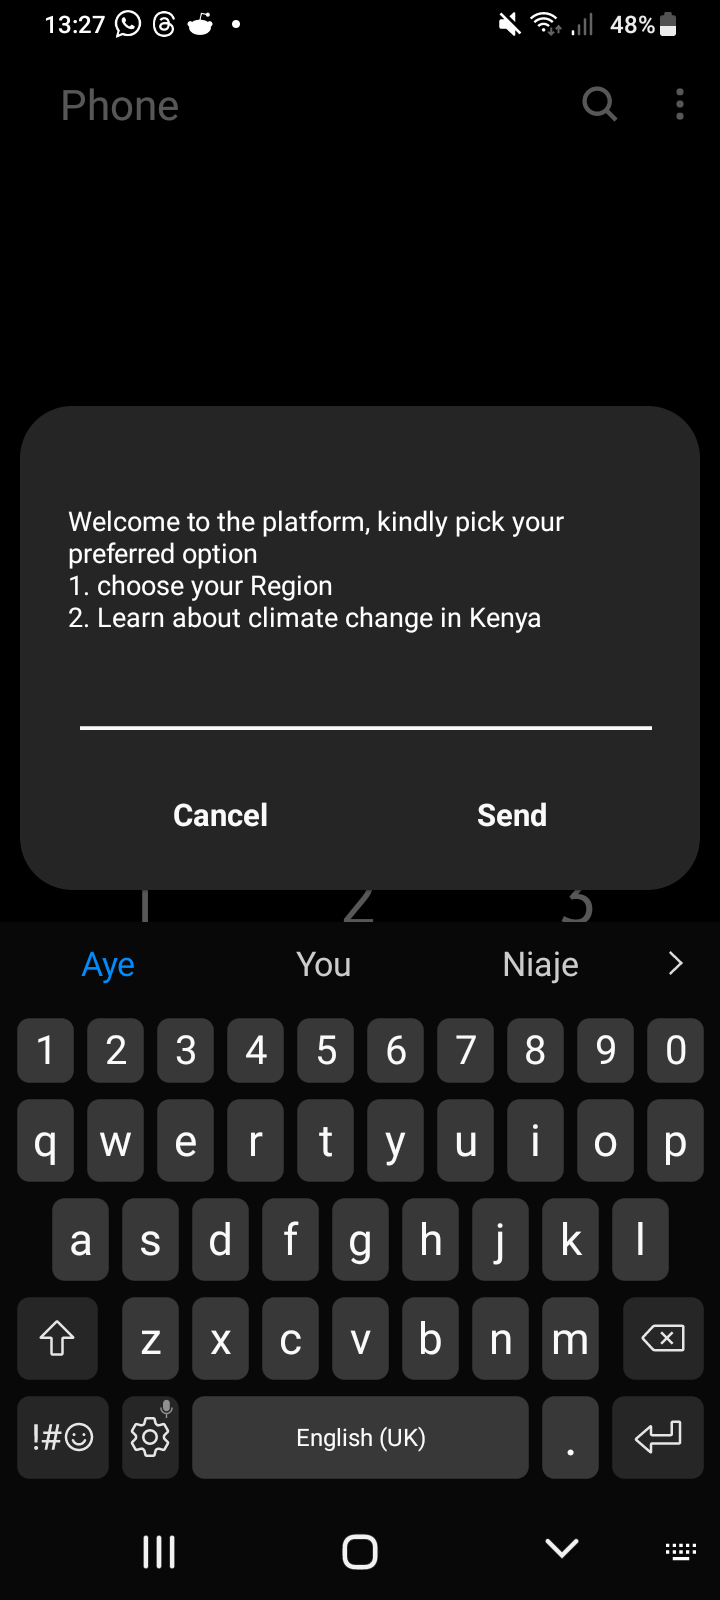 13:27 48%
Phone
Welcome to the platform, kindly pick your
preferred option
1. choose your Region
2. Learn about climate change in Kenya
Cancel Send
1 2 3
Aye You Niaje
1 2 3 4 5 6 7 8 9 0
q w e r t y u i o p
a s d f g h j k l
z x c v b n m
!#☺ English (UK) .